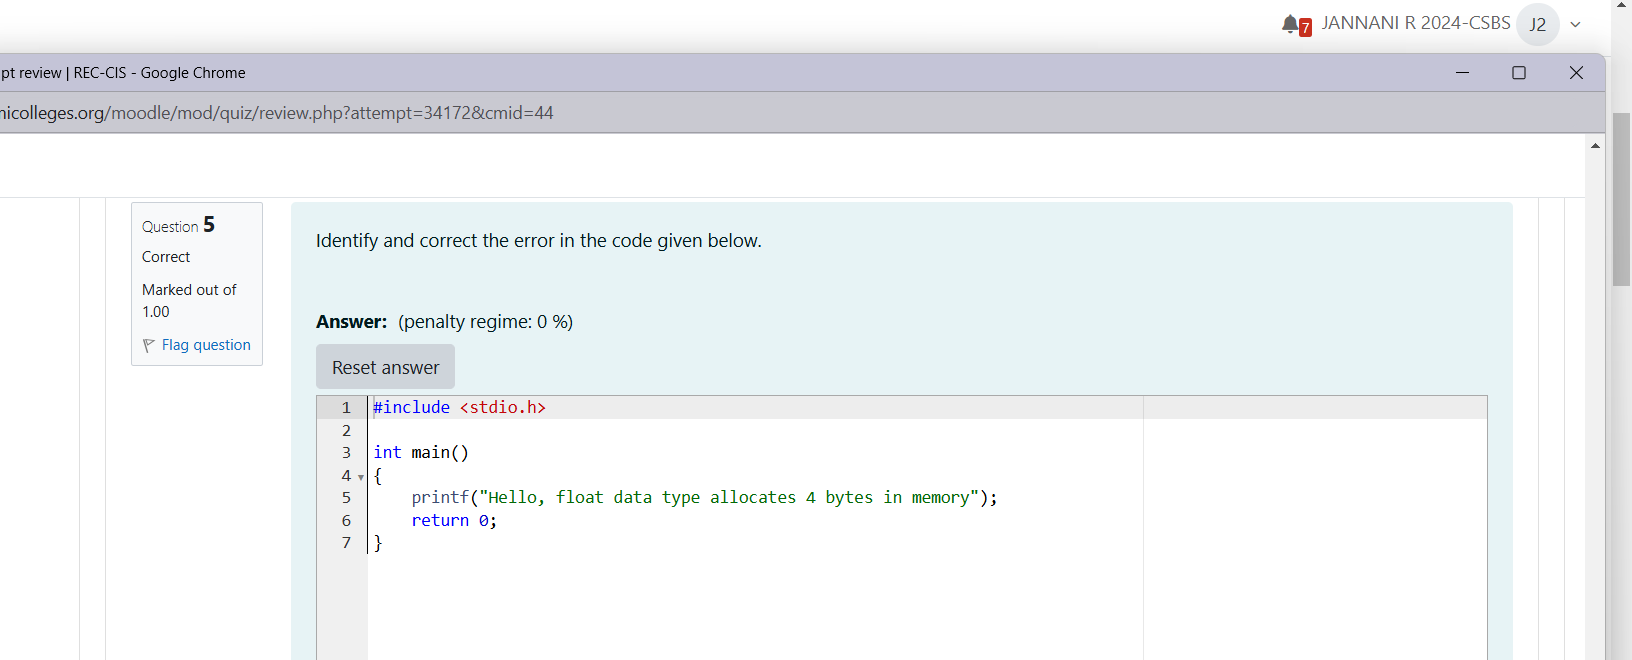 7 JANNANI R 2024-CSBS J2
pt review | REC-CIS - Google Chrome
nicolleges.org/moodle/mod/quiz/review.php?attempt=34172&cmid=44
Question 5
Correct
Marked out of
1.00
Flag question
Identify and correct the error in the code given below.
Answer: (penalty regime: 0 %)
Reset answer
1 #include <stdio.h>
2
3 int main()
4 {
5 printf("Hello, float data type allocates 4 bytes in memory");
6 return 0;
7 }